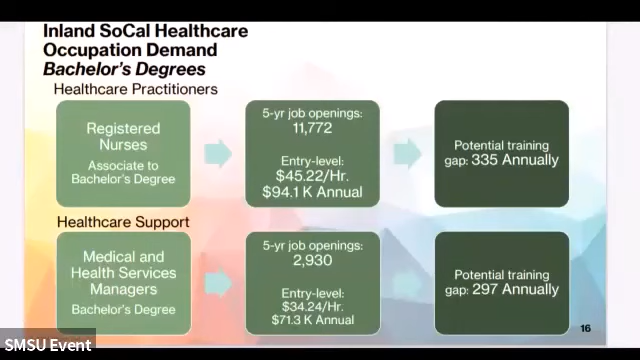 Inland SoCal Healthcare
Occupation Demand
Bachelor's Degrees
Healthcare Practitioners
Registered
Nurses
Associate to
Bachelor's Degree
5-yr job openings:
11,772
Entry-level:
$45.22/Hr.
$94.1 K Annual
Potential training
gap: 335 Annually
Healthcare Support
Medical and
Health Services
Managers
Bachelor's Degree
5-yr job openings:
2,930
Entry-level:
$34.24/Hr.
$71.3 K Annual
Potential training
gap: 297 Annually
16
SMSU Event